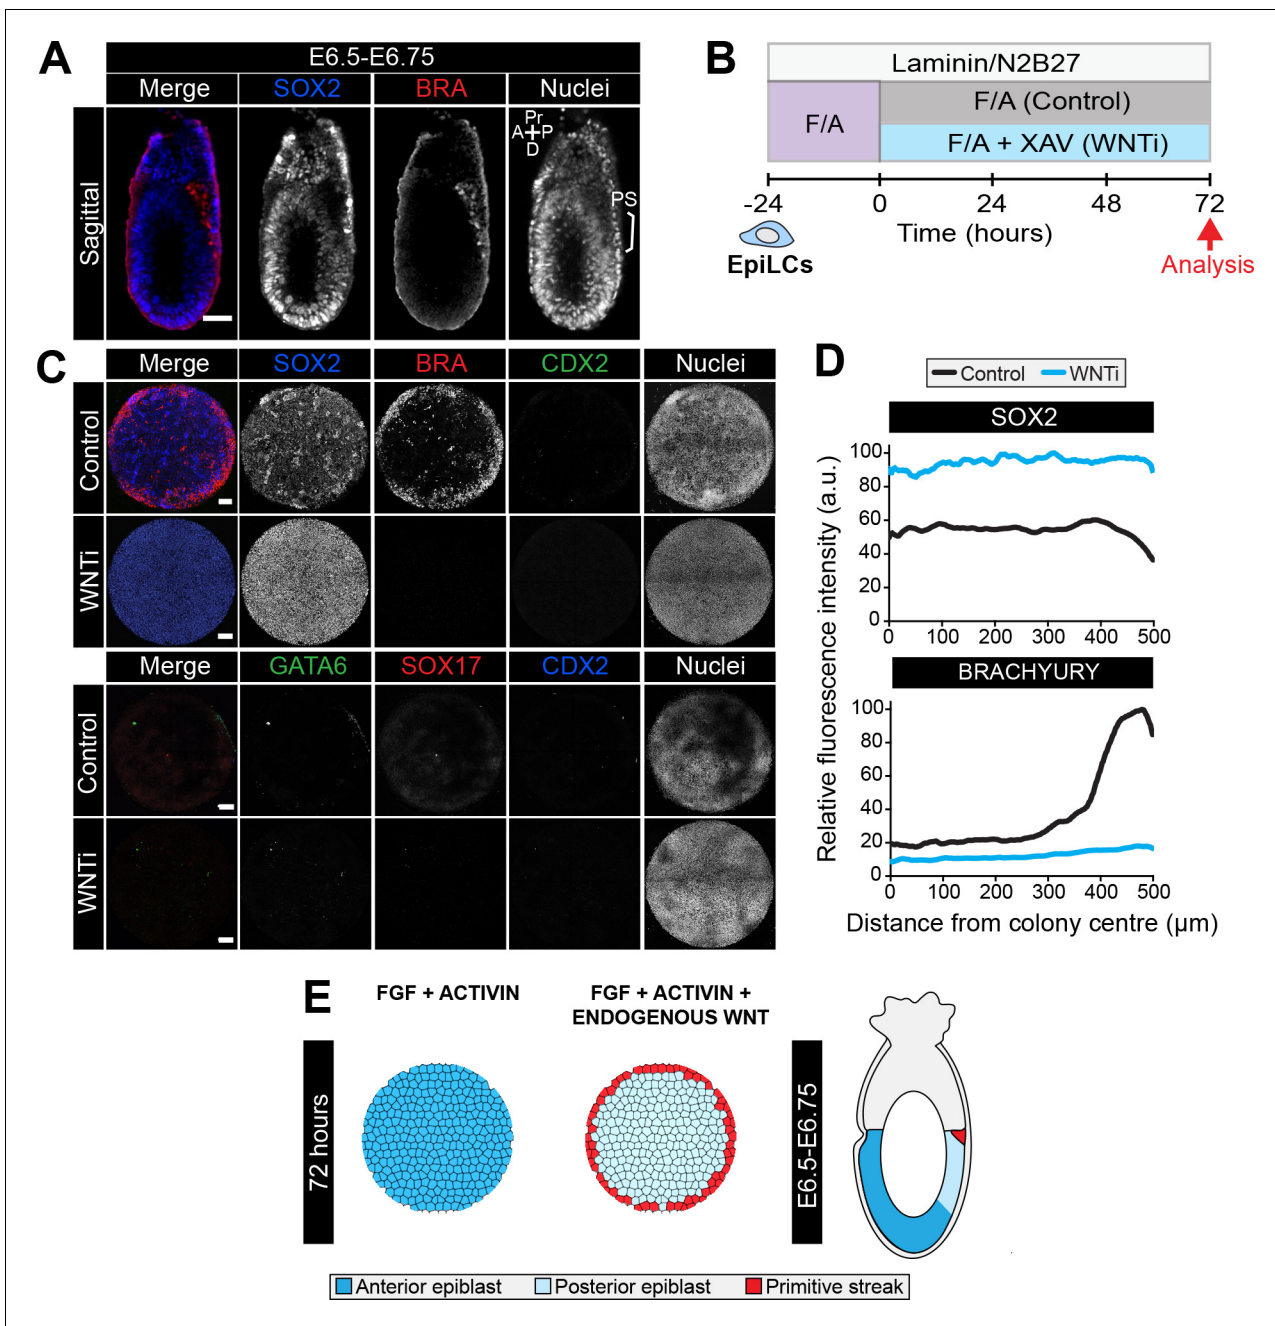 A
E6.5-E6.75
Merge SOX2 BRA Nuclei
Sagittal
Pr
A P
D
PS
B
Laminin/N2B27
F/A
F/A (Control)
F/A + XAV (WNTi)
-24 0 24 48 72
Time (hours)
EpiLCs
Analysis
C
Merge SOX2 BRA CDX2 Nuclei
Control
WNTi
Merge GATA6 SOX17 CDX2 Nuclei
Control
WNTi
D
Control WNTi
SOX2
Relative fluorescence intensity (a.u.)
100
80
60
40
20
0
0 100 200 300 400 500
BRACHYURY
100
80
60
40
20
0
0 100 200 300 400 500
Distance from colony centre (µm)
E
FGF + ACTIVIN
FGF + ACTIVIN +
ENDOGENOUS WNT
72 hours
E6.5-E6.75
Anterior epiblast Posterior epiblast Primitive streak